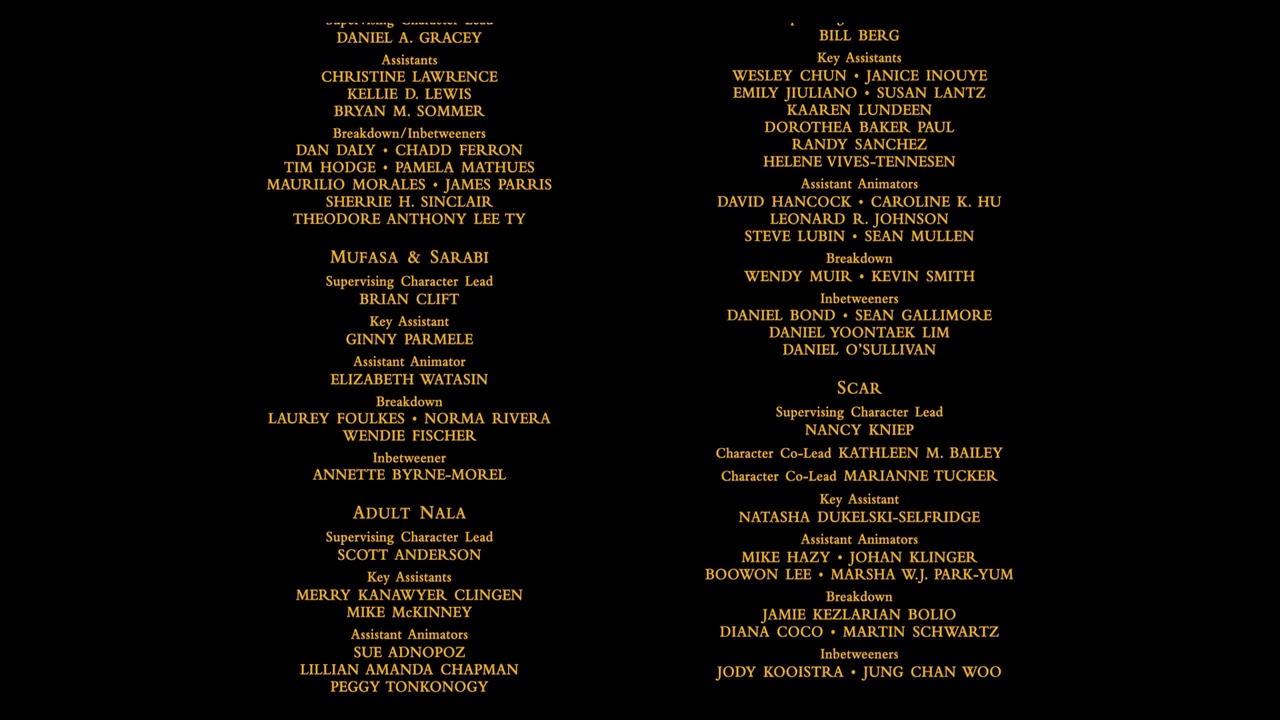 Supervising Character Lead
DANIEL A. GRACEY
Assistants
CHRISTINE LAWRENCE
KELLIE D. LEWIS
BRYAN M. SOMMER
Breakdown/Inbetweeners
DAN DALY • CHADD FERRON
TIM HODGE • PAMELA MATHUES
MAURILIO MORALES • JAMES PARRIS
SHERRIE H. SINCLAIR
THEODORE ANTHONY LEE TY
MUFASA & SARABI
Supervising Character Lead
BRIAN CLIFT
Key Assistant
GINNY PARMELE
Assistant Animator
ELIZABETH WATASIN
Breakdown
LAUREY FOULKES • NORMA RIVERA
WENDIE FISCHER
Inbetweener
ANNETTE BYRNE-MOREL
ADULT NALA
Supervising Character Lead
SCOTT ANDERSON
Key Assistants
MERRY KANAWYER CLINGEN
MIKE McKINNEY
Assistant Animators
SUE ADNOPOZ
LILLIAN AMANDA CHAPMAN
PEGGY TONKONOGY
BILL BERG
Key Assistants
WESLEY CHUN • JANICE INOUYE
EMILY JIULIANO • SUSAN LANTZ
KAAREN LUNDEEN
DOROTHEA BAKER PAUL
RANDY SANCHEZ
HELENE VIVES-TENNESEN
Assistant Animators
DAVID HANCOCK • CAROLINE K. HU
LEONARD R. JOHNSON
STEVE LUBIN • SEAN MULLEN
Breakdown
WENDY MUIR • KEVIN SMITH
Inbetweeners
DANIEL BOND • SEAN GALLIMORE
DANIEL YOONTAEK LIM
DANIEL O'SULLIVAN
SCAR
Supervising Character Lead
NANCY KNIEP
Character Co-Lead KATHLEEN M. BAILEY
Character Co-Lead MARIANNE TUCKER
Key Assistant
NATASHA DUKELSKI-SELFRIDGE
Assistant Animators
MIKE HAZY • JOHAN KLINGER
BOOWON LEE • MARSHA W.J. PARK-YUM
Breakdown
JAMIE KEZLARIAN BOLIO
DIANA COCO • MARTIN SCHWARTZ
Inbetweeners
JODY KOOISTRA • JUNG CHAN WOO